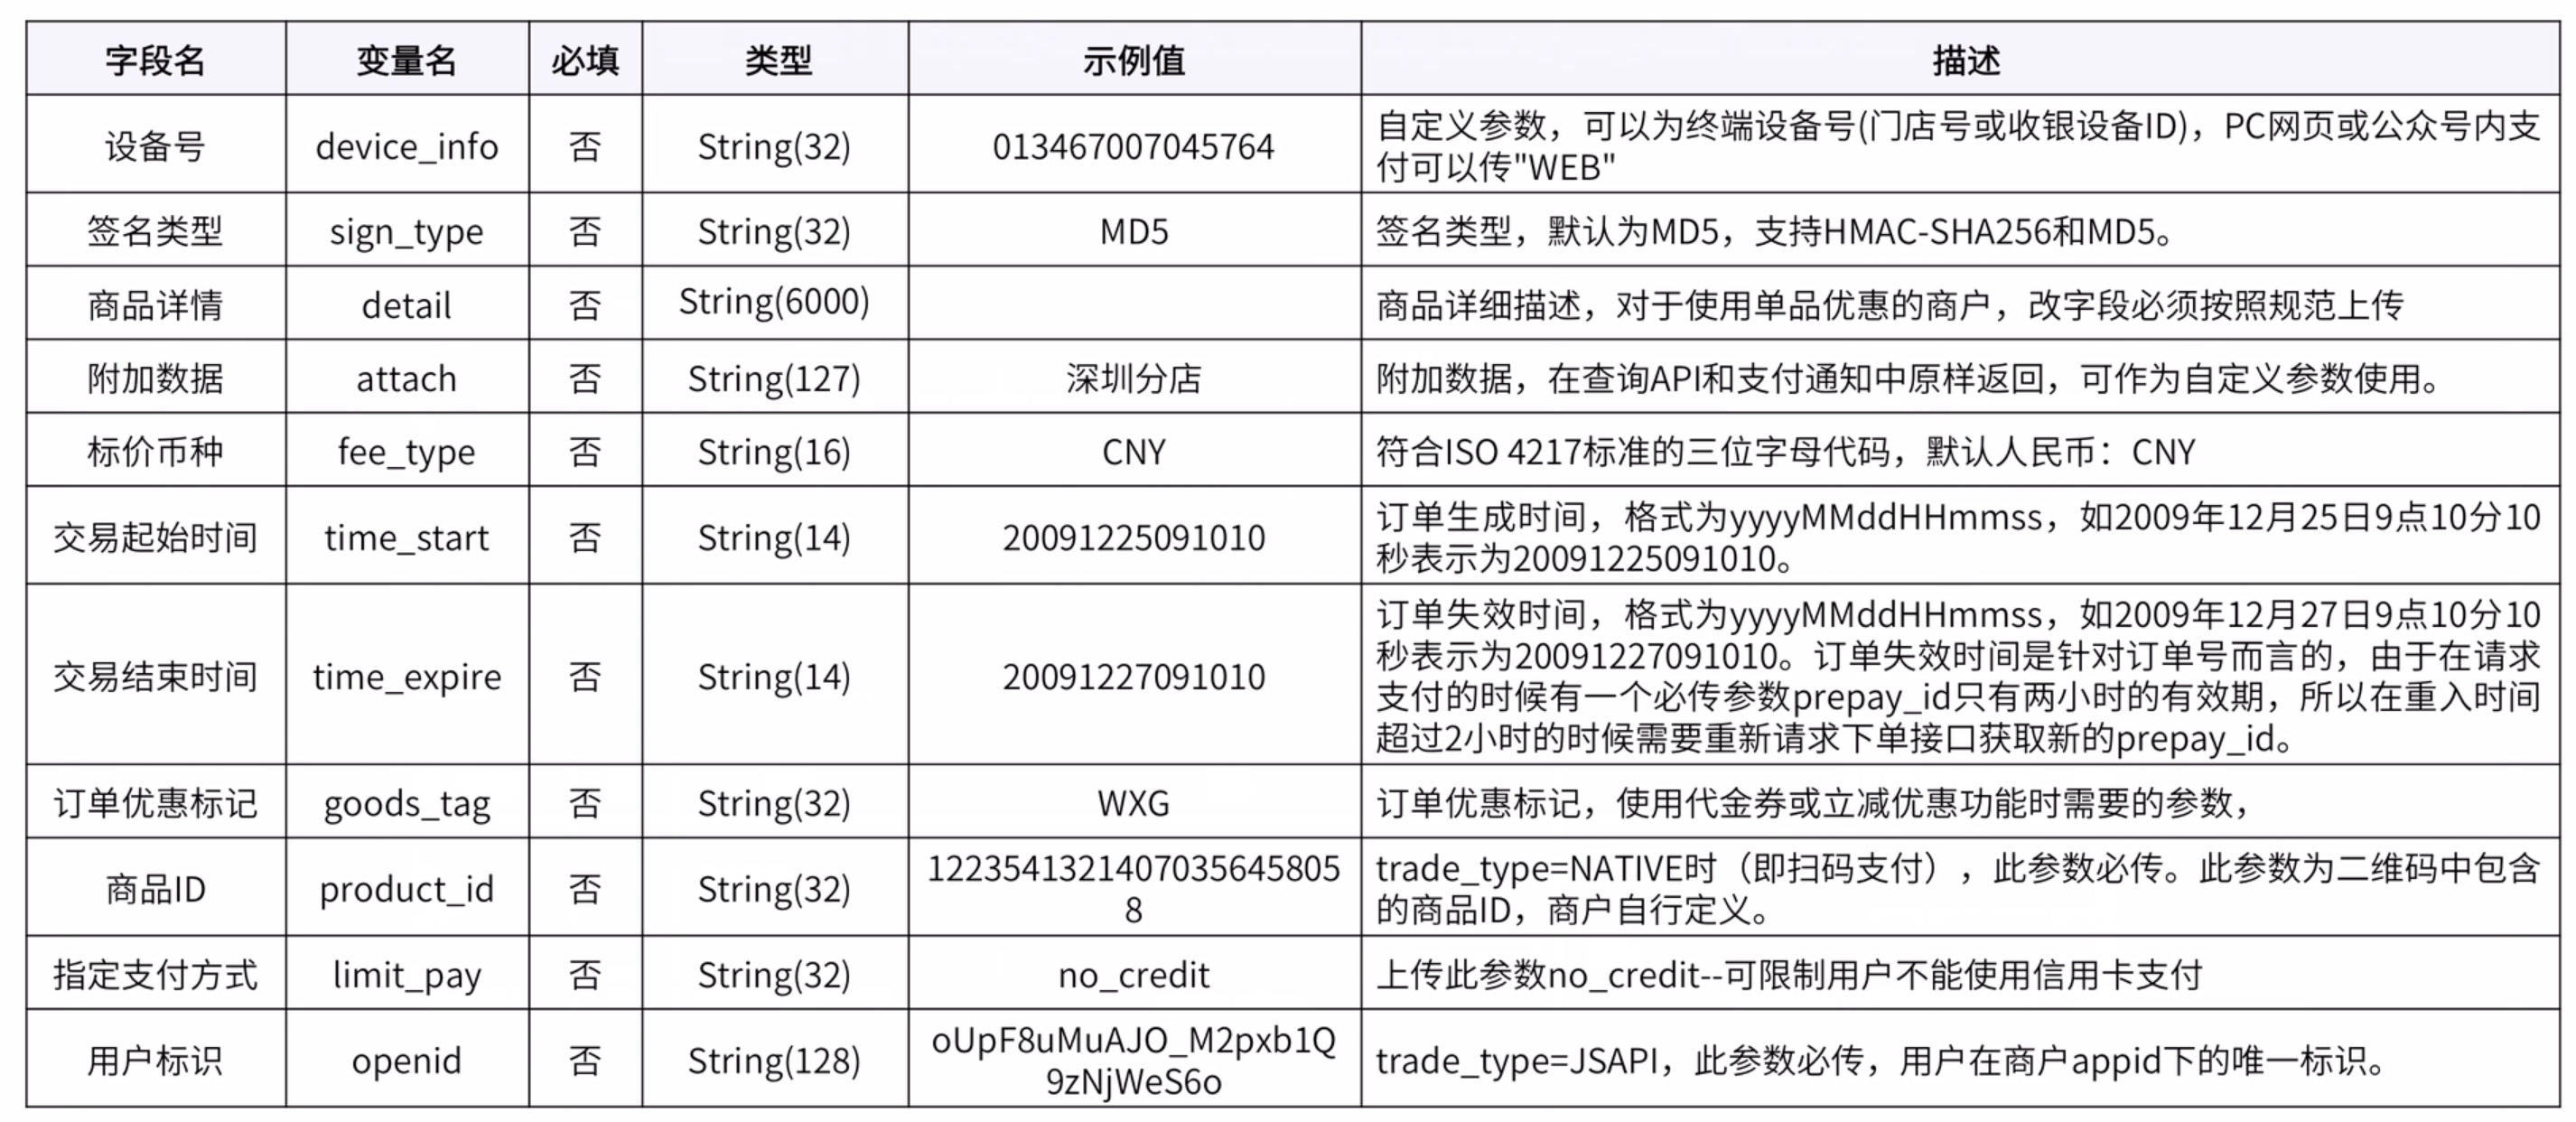 字段名 变量名 必填 类型 示例值 描述
设备号 device_info 否 String(32) 013467007045764 自定义参数，可以为终端设备号(门店号或收银设备ID)，PC网页或公众号内支
付可以传"WEB"
签名类型 sign_type 否 String(32) MD5 签名类型，默认为MD5，支持HMAC-SHA256和MD5。
商品详情 detail 否 String(6000) 商品详细描述，对于使用单品优惠的商户，改字段必须按照规范上传
附加数据 attach 否 String(127) 深圳分店 附加数据，在查询API和支付通知中原样返回，可作为自定义参数使用。
标价币种 fee_type 否 String(16) CNY 符合ISO 4217标准的三位字母代码，默认人民币：CNY
交易起始时间 time_start 否 String(14) 20091225091010 订单生成时间，格式为yyyyMMddHHmmss，如2009年12月25日9点10分10
秒表示为20091225091010。
交易结束时间 time_expire 否 String(14) 20091227091010 订单失效时间，格式为yyyyMMddHHmmss，如2009年12月27日9点10分10
秒表示为20091227091010。订单失效时间是针对订单号而言的，由于在请求
支付的时候有一个必传参数prepay_id只有两小时的有效期，所以在重入时间
超过2小时的时候需要重新请求下单接口获取新的prepay_id。
订单优惠标记 goods_tag 否 String(32) WXG 订单优惠标记，使用代金券或立减优惠功能时需要的参数，
商品ID product_id 否 String(32) 1223541321407035645805
8
trade_type=NATIVE时（即扫码支付），此参数必传。此参数为二维码中包含
的商品ID，商户自行定义。
指定支付方式 limit_pay 否 String(32) no_credit 上传此参数no_credit--可限制用户不能使用信用卡支付
用户标识 openid 否 String(128) oUpF8uMuAJO_M2pxb1Q
9zNjWeS6o
trade_type=JSAPI，此参数必传，用户在商户appid下的唯一标识。